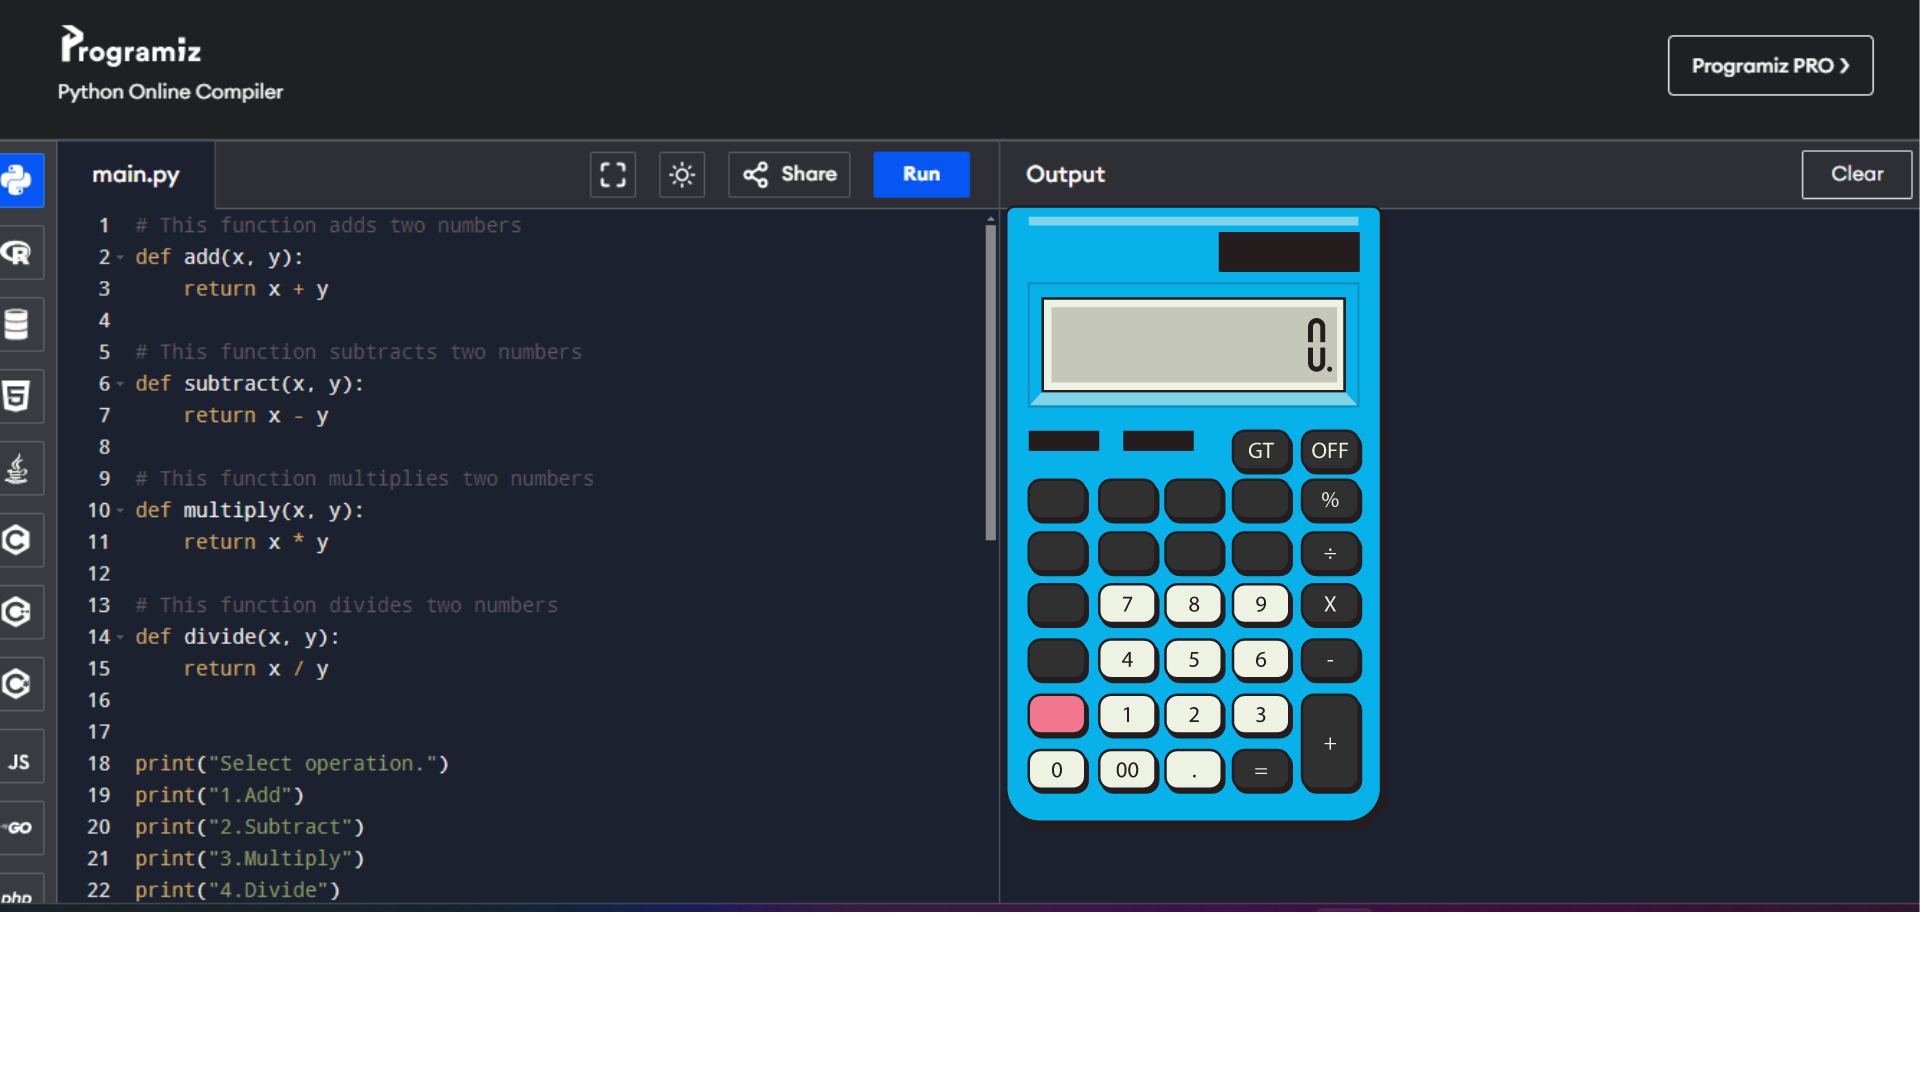 Programiz
Python Online Compiler
Programiz PRO ❯
main.py
Share
Run
Output
Clear
1 # This function adds two numbers
2 def add(x, y):
3 return x + y
4
5 # This function subtracts two numbers
6 def subtract(x, y):
7 return x - y
8
9 # This function multiplies two numbers
10 def multiply(x, y):
11 return x * y
12
13 # This function divides two numbers
14 def divide(x, y):
15 return x / y
16
17
18 print("Select operation.")
19 print("1.Add")
20 print("2.Subtract")
21 print("3.Multiply")
22 print("4.Divide")
R
5
C
C
C
JS
GO
php
0.
GT OFF
%
÷
7 8 9 X
4 5 6 -
1 2 3
+
0 00 . =